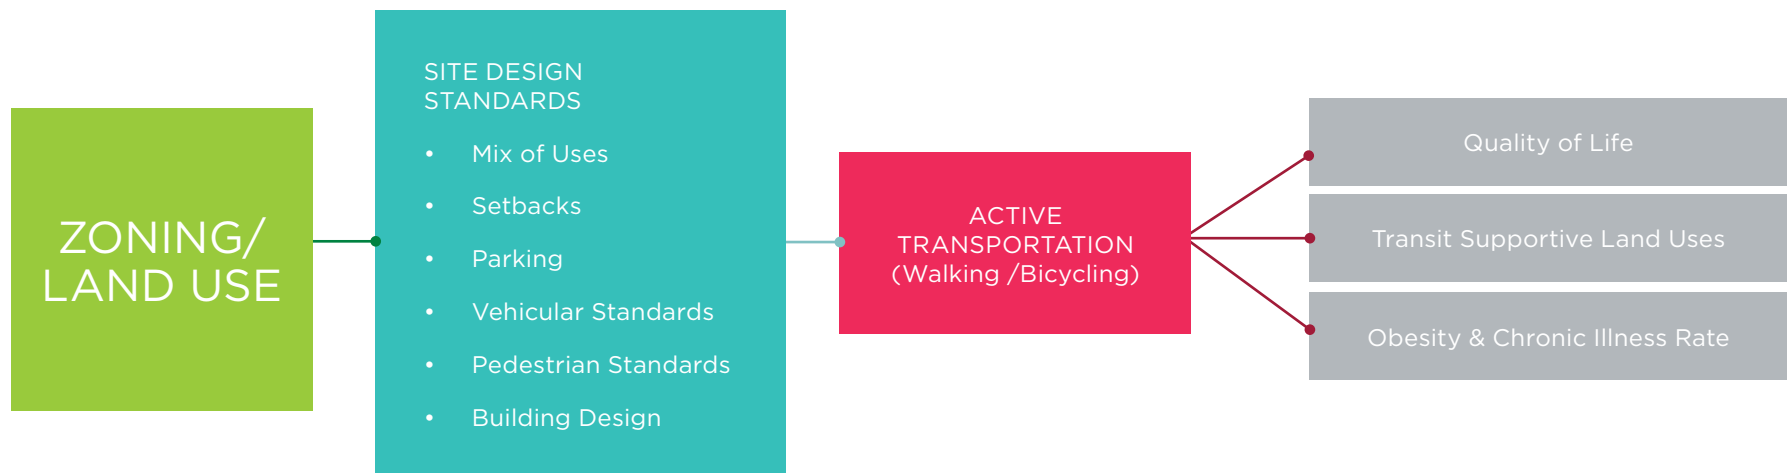 ZONING/
LAND USE
SITE DESIGN
STANDARDS
• Mix of Uses
• Setbacks
• Parking
• Vehicular Standards
• Pedestrian Standards
• Building Design
ACTIVE
TRANSPORTATION
(Walking /Bicycling)
Quality of Life
Transit Supportive Land Uses
Obesity & Chronic Illness Rate